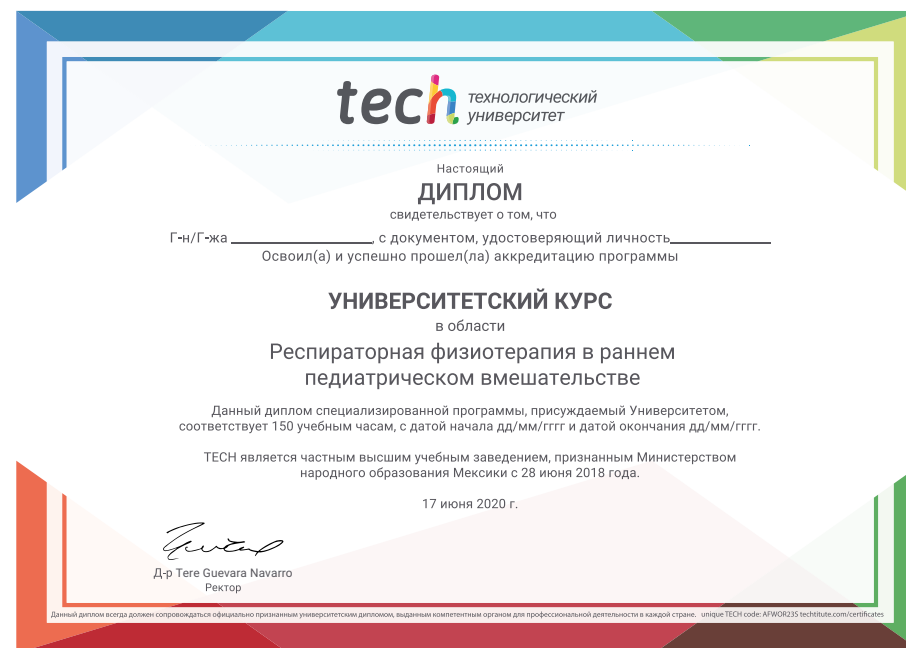 tech технологический
университет
Настоящий
ДИПЛОМ
свидетельствует о том, что
Г-н/Г-жа ____________________, с документом, удостоверяющий личность______________
Освоил(а) и успешно прошел(ла) аккредитацию программы
УНИВЕРСИТЕТСКИЙ КУРС
в области
Респираторная физиотерапия в раннем
педиатрическом вмешательстве
Данный диплом специализированной программы, присуждаемый Университетом,
соответствует 150 учебным часам, с датой начала дд/мм/гггг и датой окончания дд/мм/гггг.
TECH является частным высшим учебным заведением, признанным Министерством
народного образования Мексики с 28 июня 2018 года.
17 июня 2020 г.
Д-р Tere Guevara Navarro
Ректор
Данный диплом всегда должен сопровождаться официально признанным университетским дипломом, выданным компетентным органом для профессиональной деятельности в каждой стране. unique TECH code: AFWOR23S techtitute.com/certificates